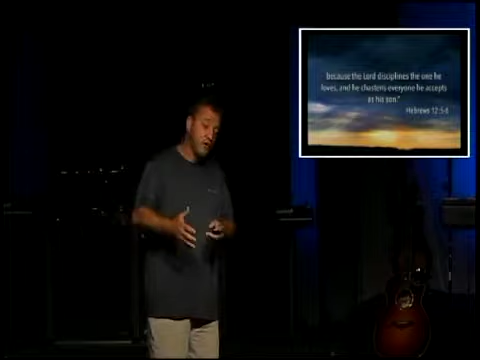 because the Lord disciplines the one he
loves, and he chastens everyone he accepts
as his son."
Hebrews 12:5-6